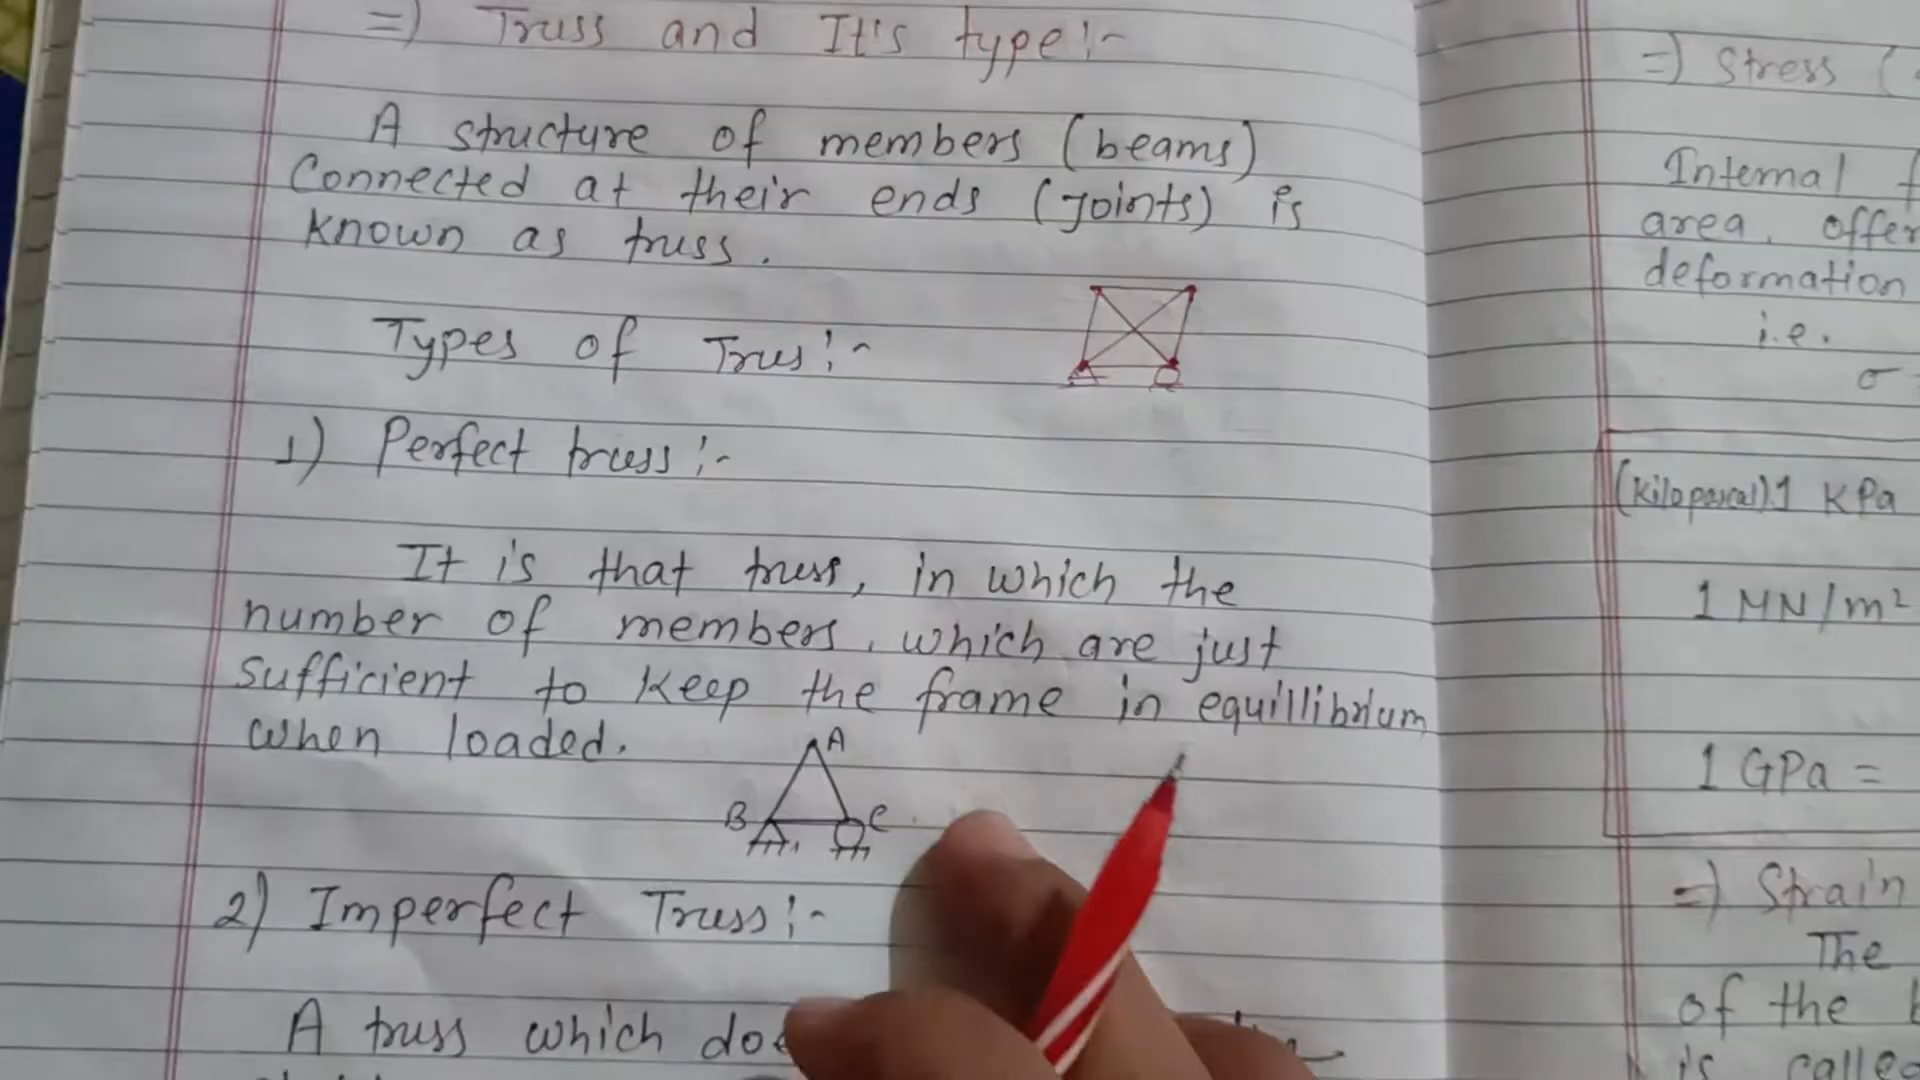 =) Truss and It's type:-
A structure of members (beams)
Connected at their ends (joints) is
known as truss.
Types of Trus:-
1) Perfect truss:-
It is that truss, in which the
number of members, which are just
sufficient to keep the frame in equillibrium
when loaded.
A
B C
2) Imperfect Truss:-
A truss which
=) Stress (
Internal
area, offer
deformation
i.e.
σ
(kilopascal) 1 KPa
1 MN/m²
1 GPa =
=) Strain
The
of the
is called